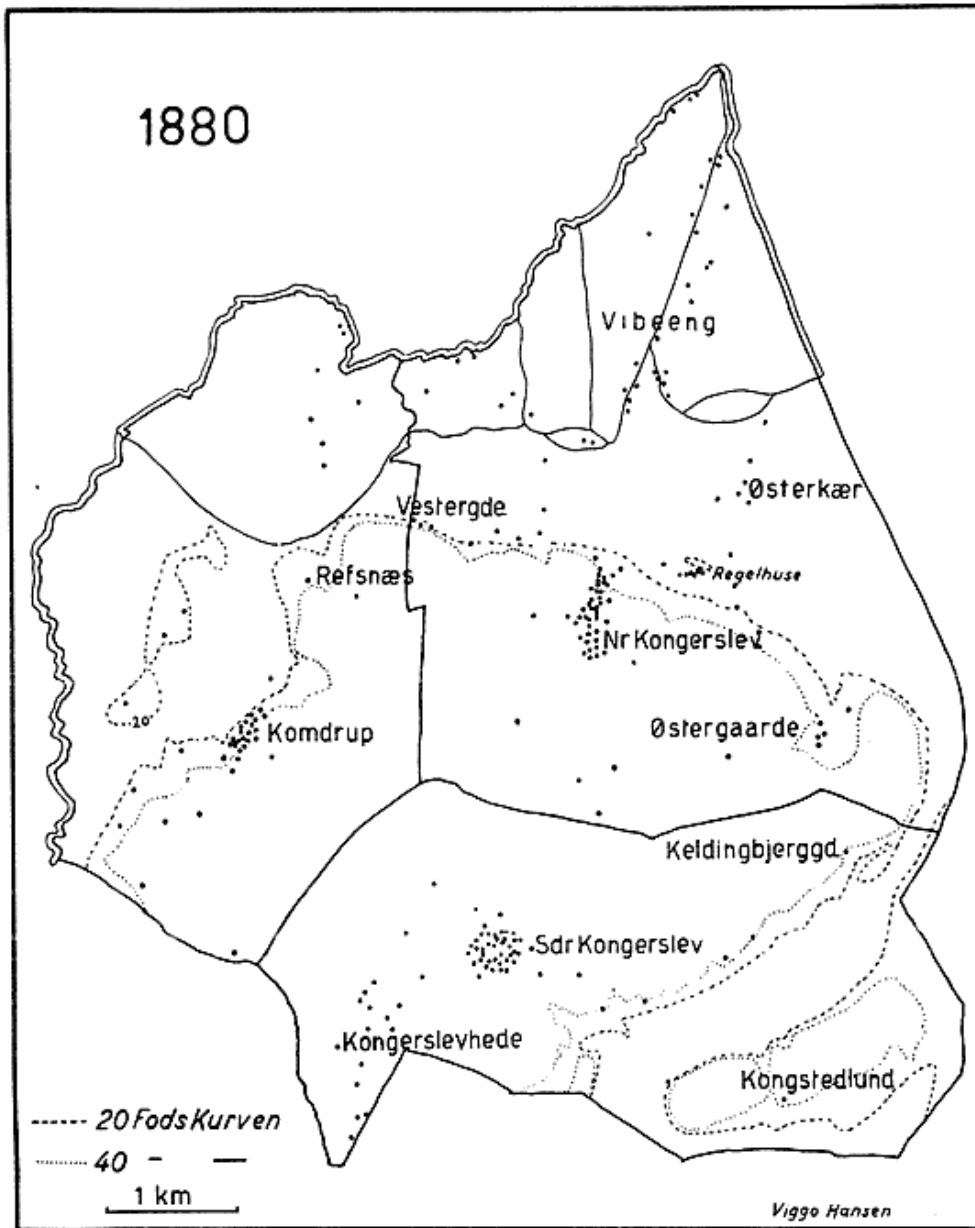 1880
Vibeeng
Østerkær
Vestergde
Refsnæs
Regelhuse
Nr Kongerslev
Komdrup
20'
Østergaarde
Keldingbjerggd.
Sdr Kongerslev
Kongerslevhede
Kongstedlund
20 Fods Kurven
40 - —
1 km
Viggo Hansen